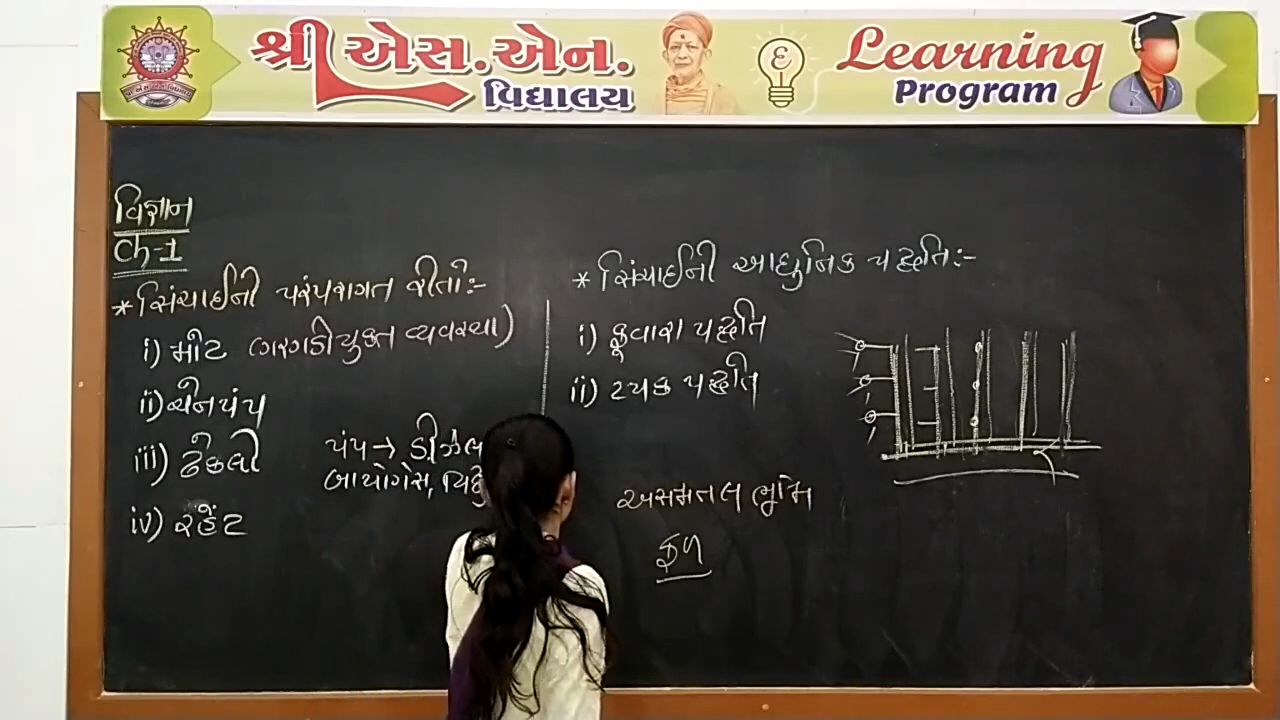 શ્રી એસ.એન.
વિદ્યાલય
Learning
Program
વિજ્ઞાન
Ch-1
* સિંચાઈની પરંપરાગત રીતો:-
i) મોટ (ગરગડીયુક્ત વ્યવસ્થા)
ii) ચેનપંપ
iii) ઢેકલી
iv) રહેંટ
પંપ → ડીઝલ
બાયોગેસ,
* સિંચાઈની આધુનિક પદ્ધતિ:-
i) ફૂવારા પદ્ધતિ
ii) ટપક પદ્ધતિ
અસમતલ ભૂમિ
ફળ